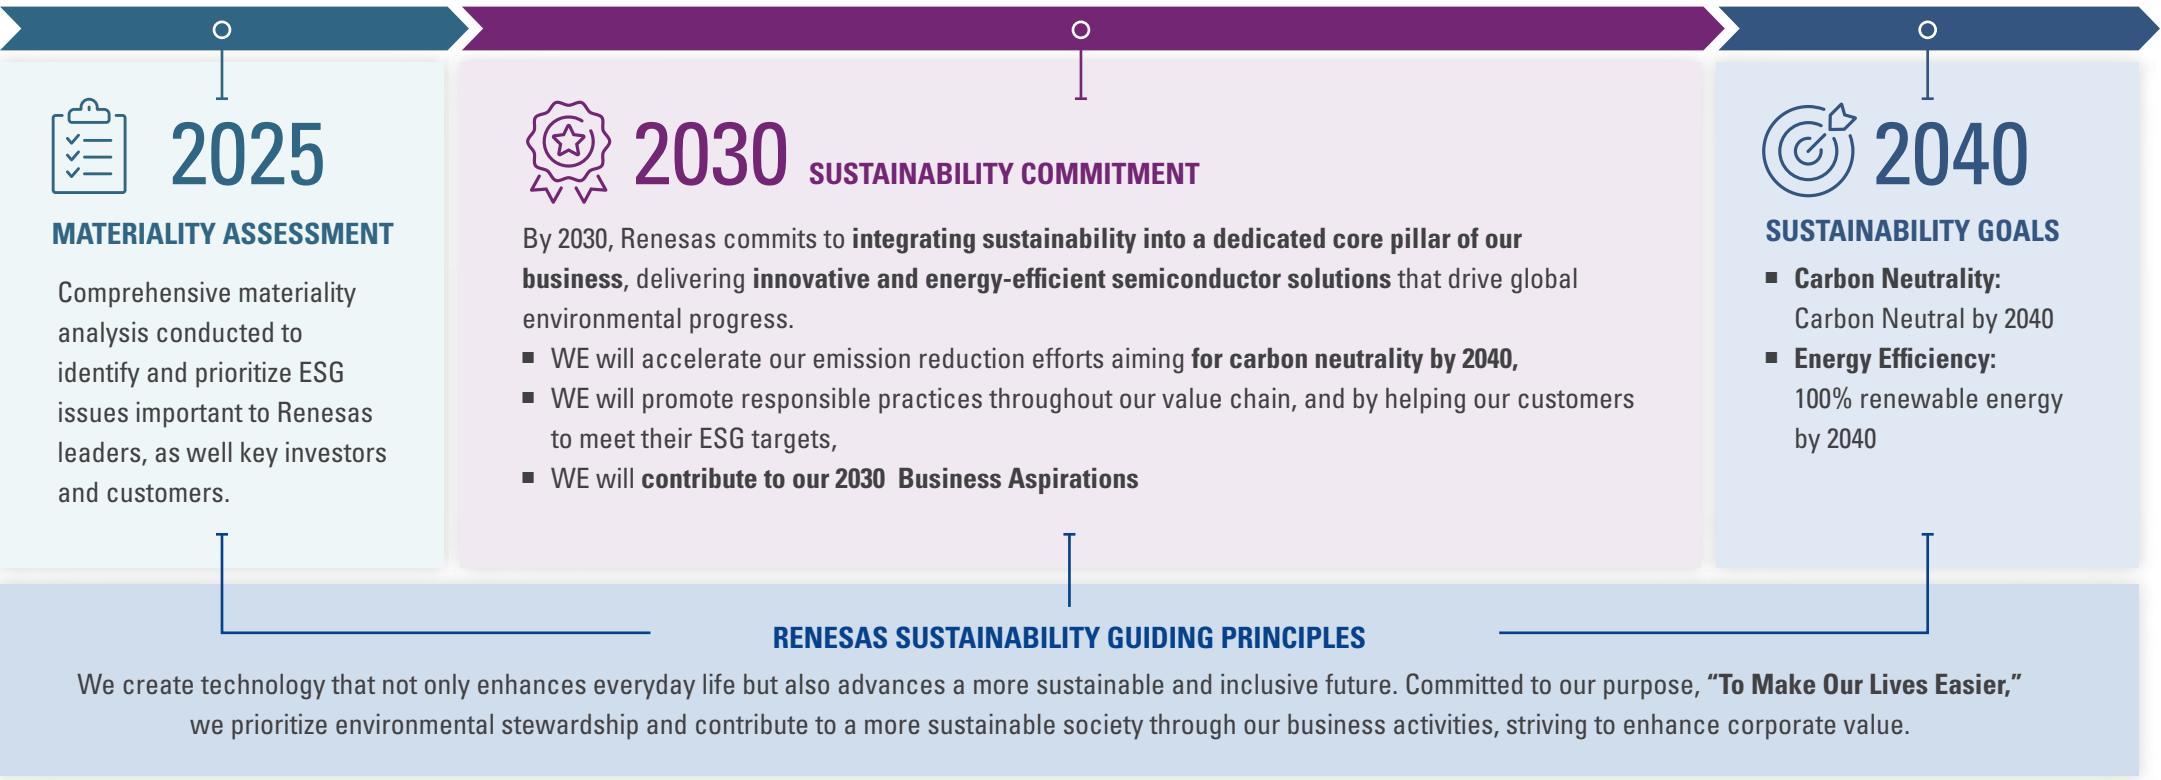 2025
MATERIALITY ASSESSMENT
Comprehensive materiality
analysis conducted to
identify and prioritize ESG
issues important to Renesas
leaders, as well key investors
and customers.
2030 SUSTAINABILITY COMMITMENT
By 2030, Renesas commits to integrating sustainability into a dedicated core pillar of our
business, delivering innovative and energy-efficient semiconductor solutions that drive global
environmental progress.
■ WE will accelerate our emission reduction efforts aiming for carbon neutrality by 2040,
■ WE will promote responsible practices throughout our value chain, and by helping our customers
to meet their ESG targets,
■ WE will contribute to our 2030 Business Aspirations
2040
SUSTAINABILITY GOALS
■ Carbon Neutrality:
Carbon Neutral by 2040
■ Energy Efficiency:
100% renewable energy
by 2040
RENESAS SUSTAINABILITY GUIDING PRINCIPLES
We create technology that not only enhances everyday life but also advances a more sustainable and inclusive future. Committed to our purpose, “To Make Our Lives Easier,”
we prioritize environmental stewardship and contribute to a more sustainable society through our business activities, striving to enhance corporate value.